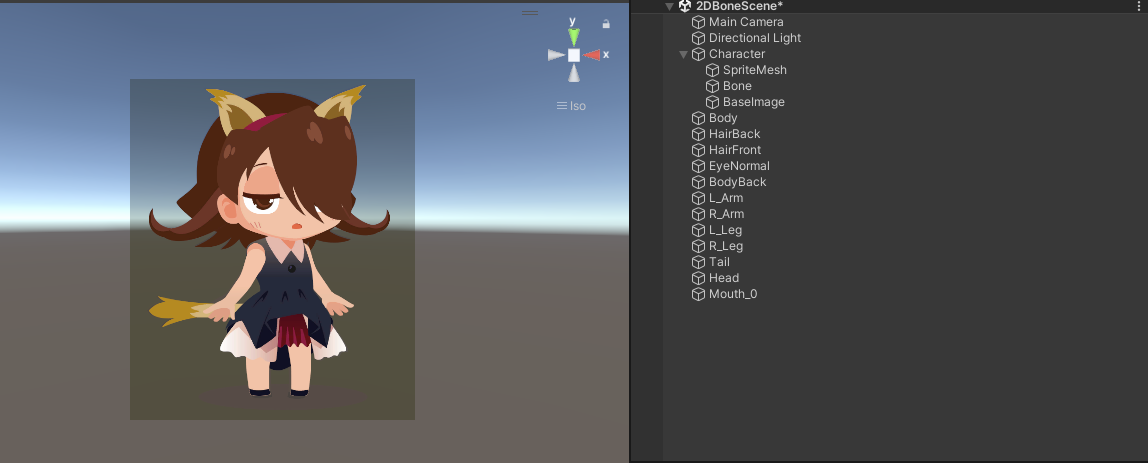 y
x
Iso
2DBoneScene*
Main Camera
Directional Light
Character
SpriteMesh
Bone
BaseImage
Body
HairBack
HairFront
EyeNormal
BodyBack
L_Arm
R_Arm
L_Leg
R_Leg
Tail
Head
Mouth_0